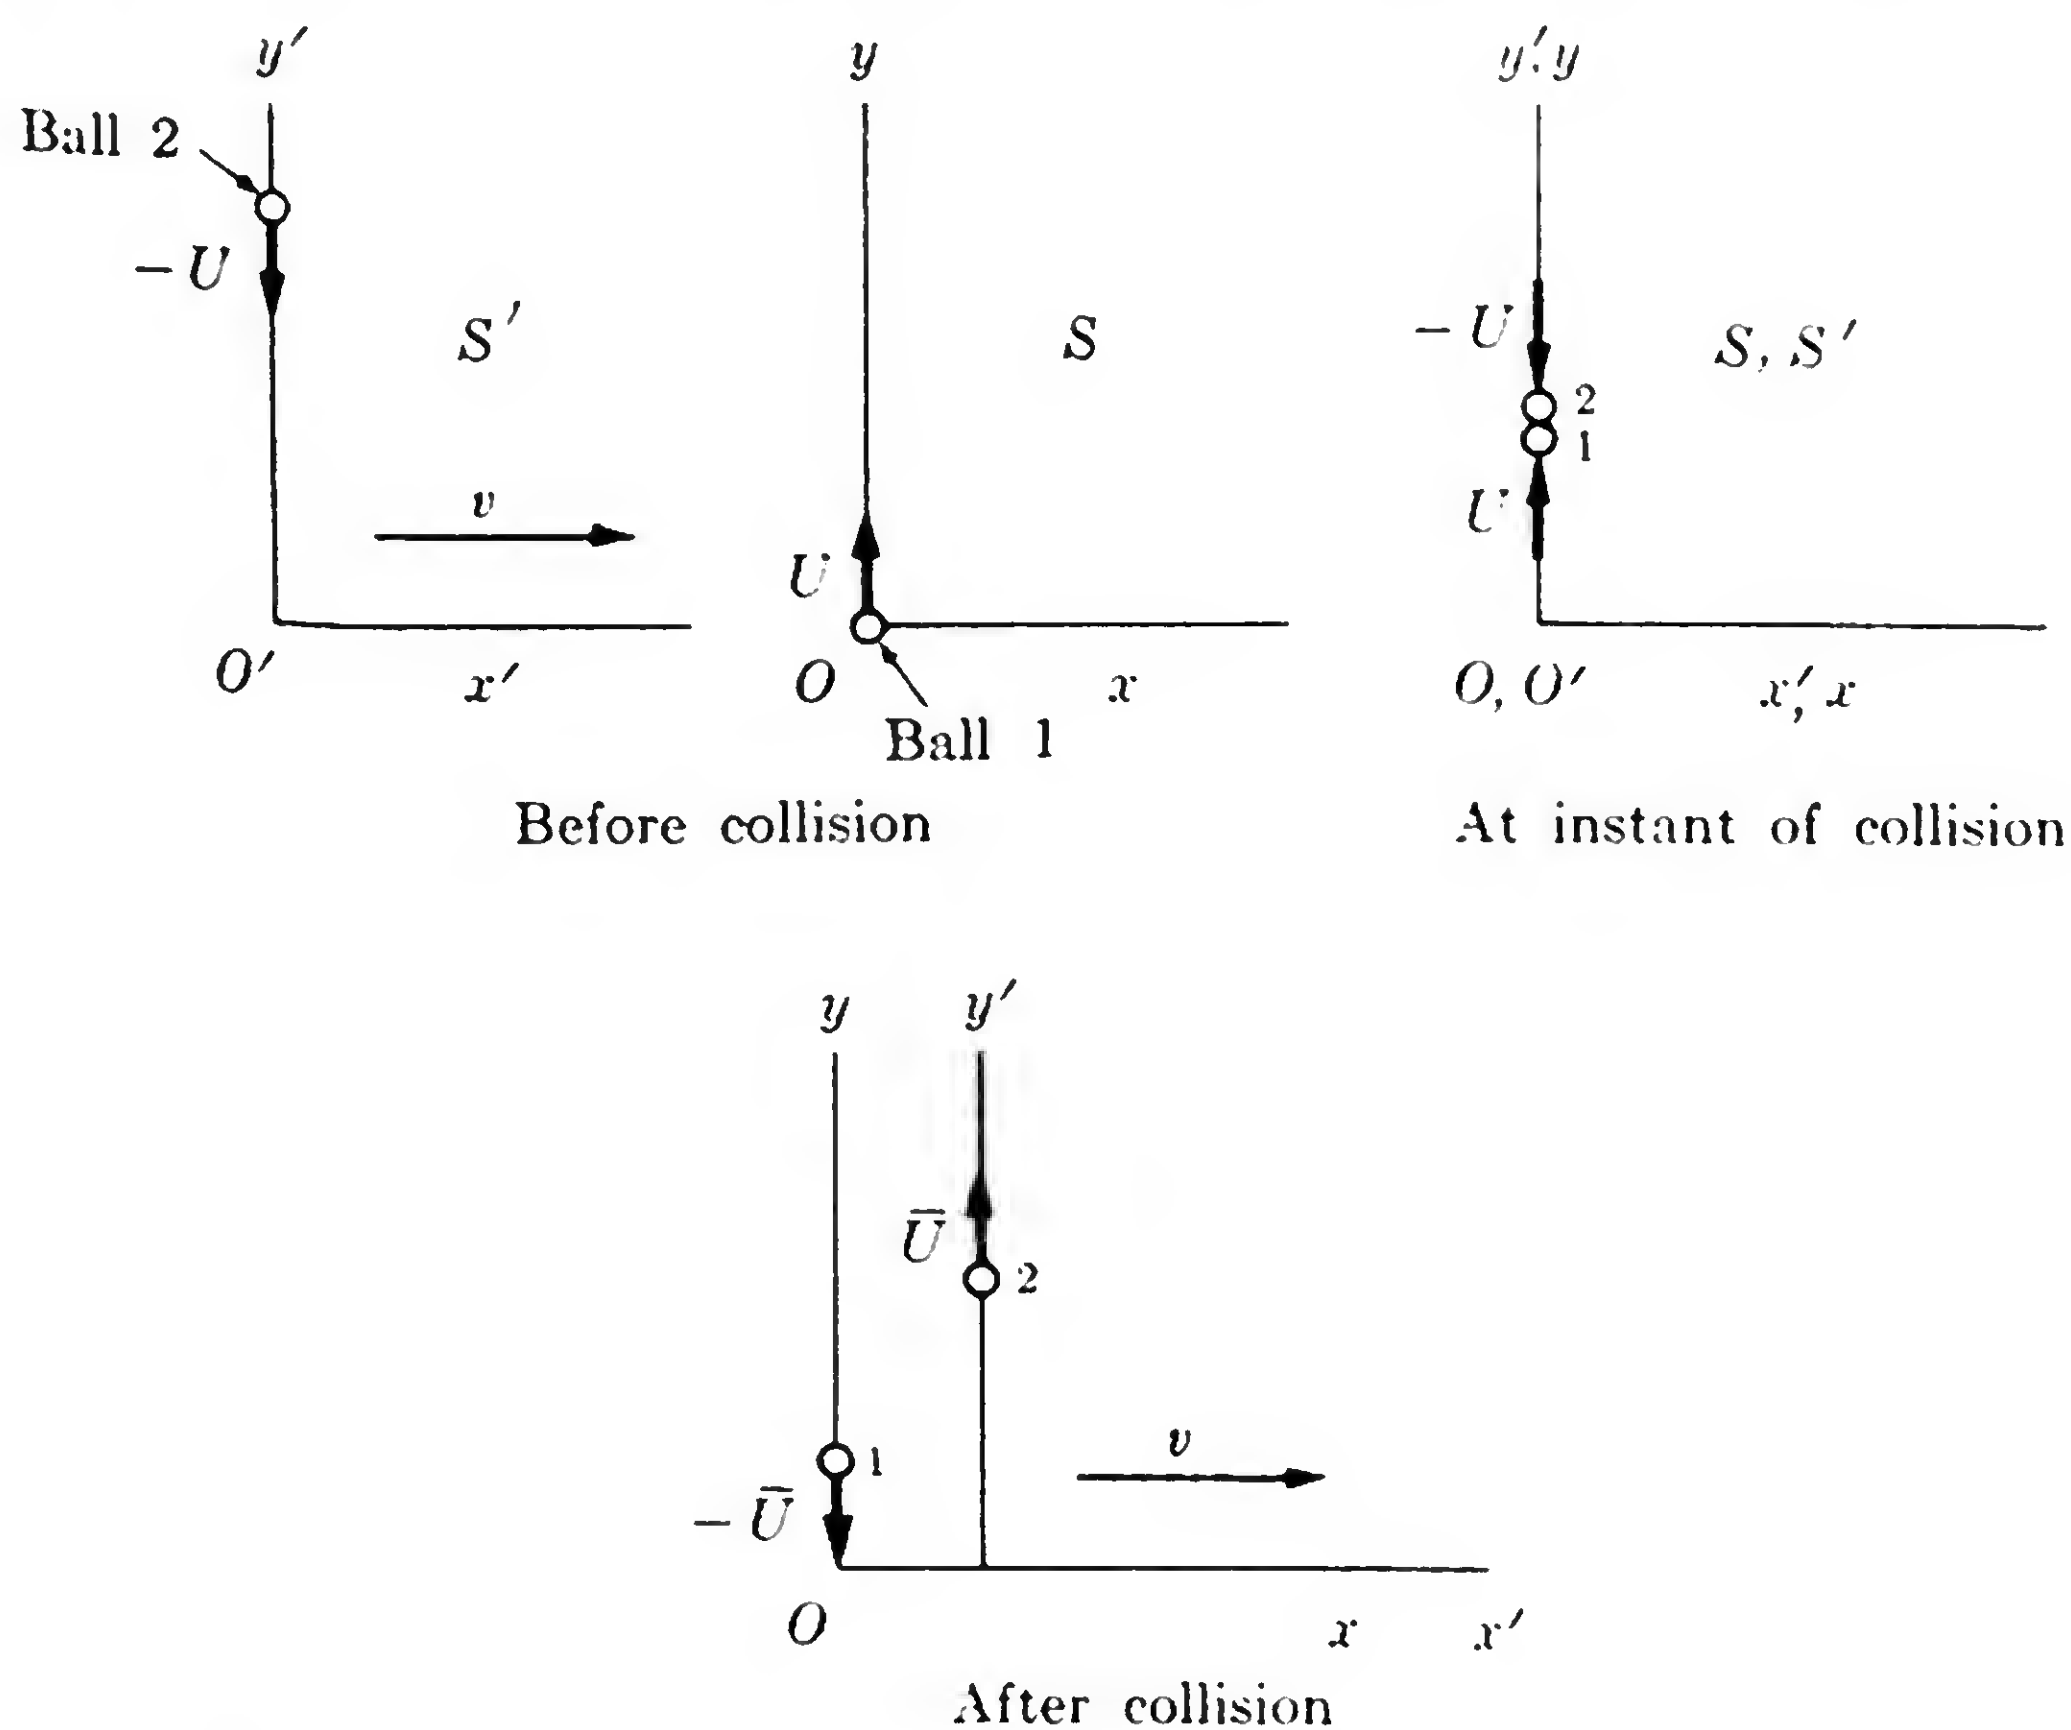 y′ y y′, y
Ball 2
−U S′ S −U S, S′
2
1
v U
U
O′ x′ O x O, O′ x′, x
Ball 1
Before collision At instant of collision
y y′
Ū 2
1 v
−Ū
O x x′
After collision